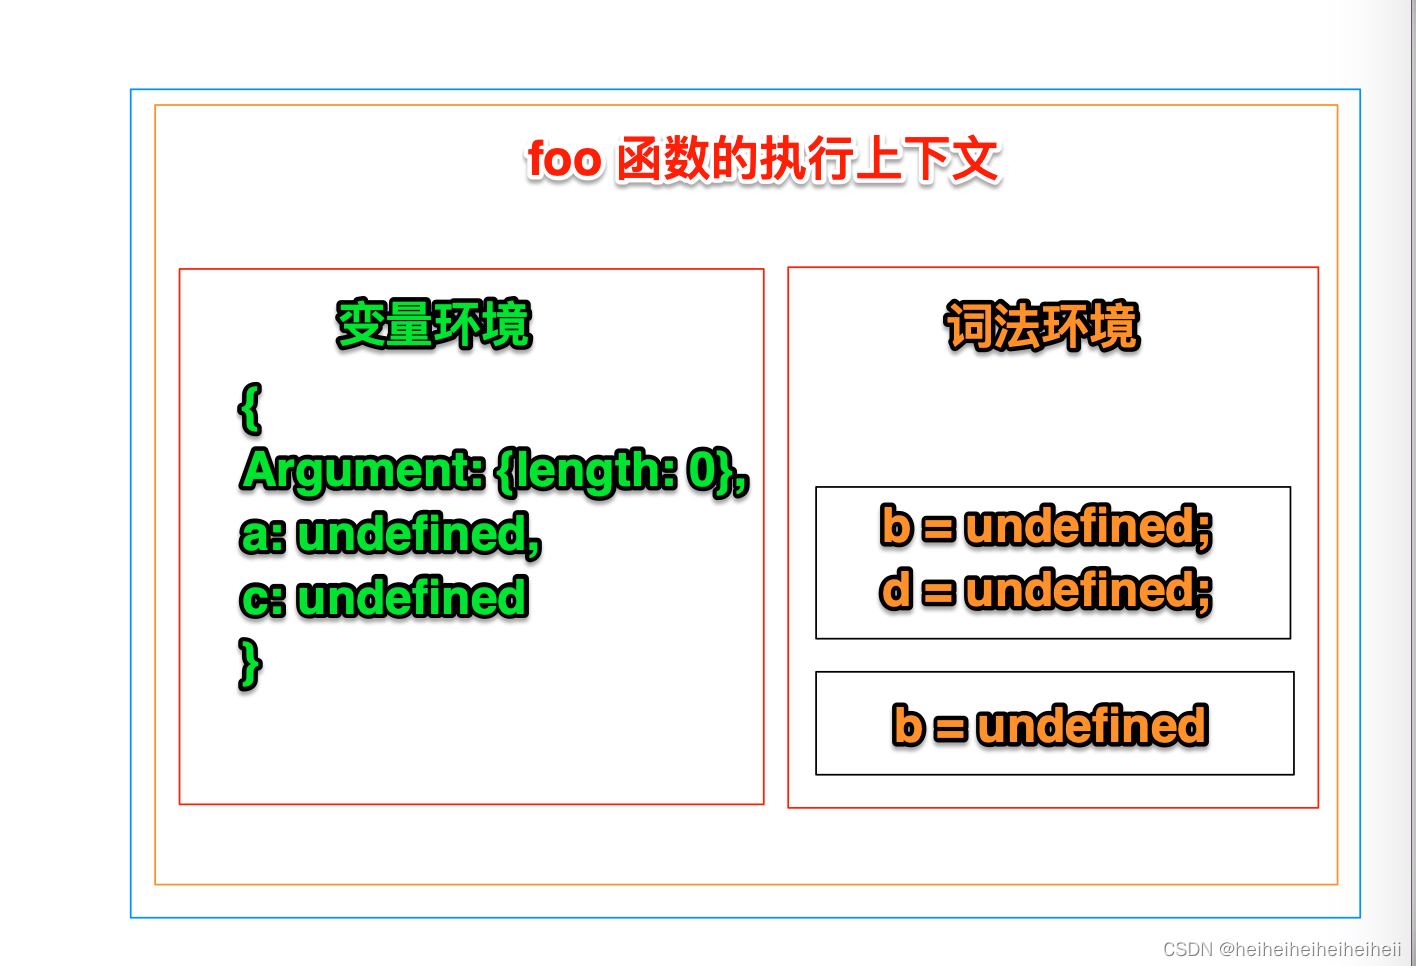 foo 函数的执行上下文
变量环境
{
Argument: {length: 0},
a: undefined,
c: undefined
}
词法环境
b = undefined;
d = undefined;
b = undefined
CSDN @heiheiheiheiheiheii